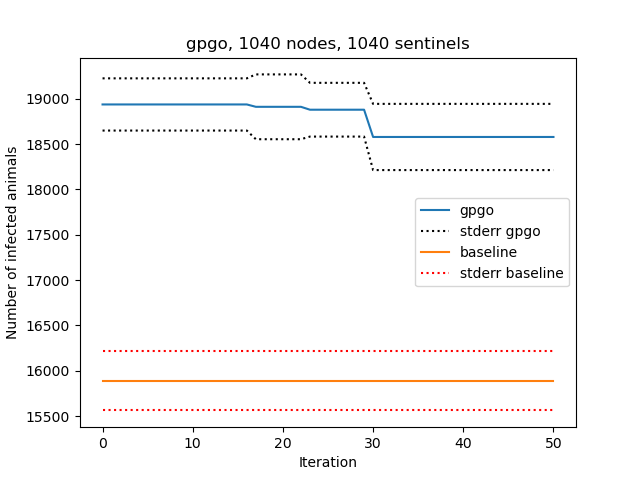 gpgo, 1040 nodes, 1040 sentinels
Number of infected animals
19000
18500
18000
17500
17000
16500
16000
15500
gpgo
stderr gpgo
baseline
stderr baseline
0
10
20
30
40
50
Iteration